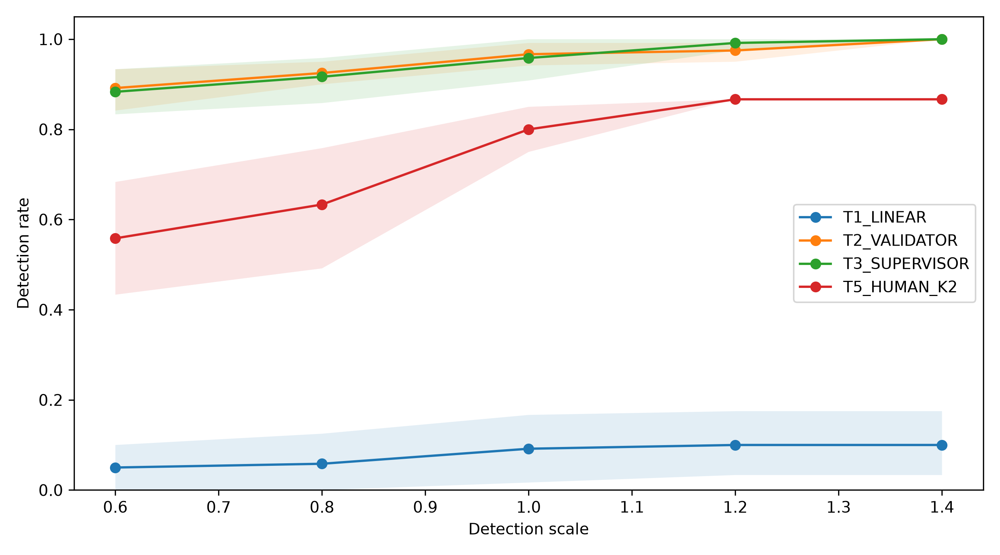 1.0
0.8
0.6
0.4
0.2
0.0
Detection rate
T1_LINEAR
T2_VALIDATOR
T3_SUPERVISOR
T5_HUMAN_K2
0.6 0.7 0.8 0.9 1.0 1.1 1.2 1.3 1.4
Detection scale